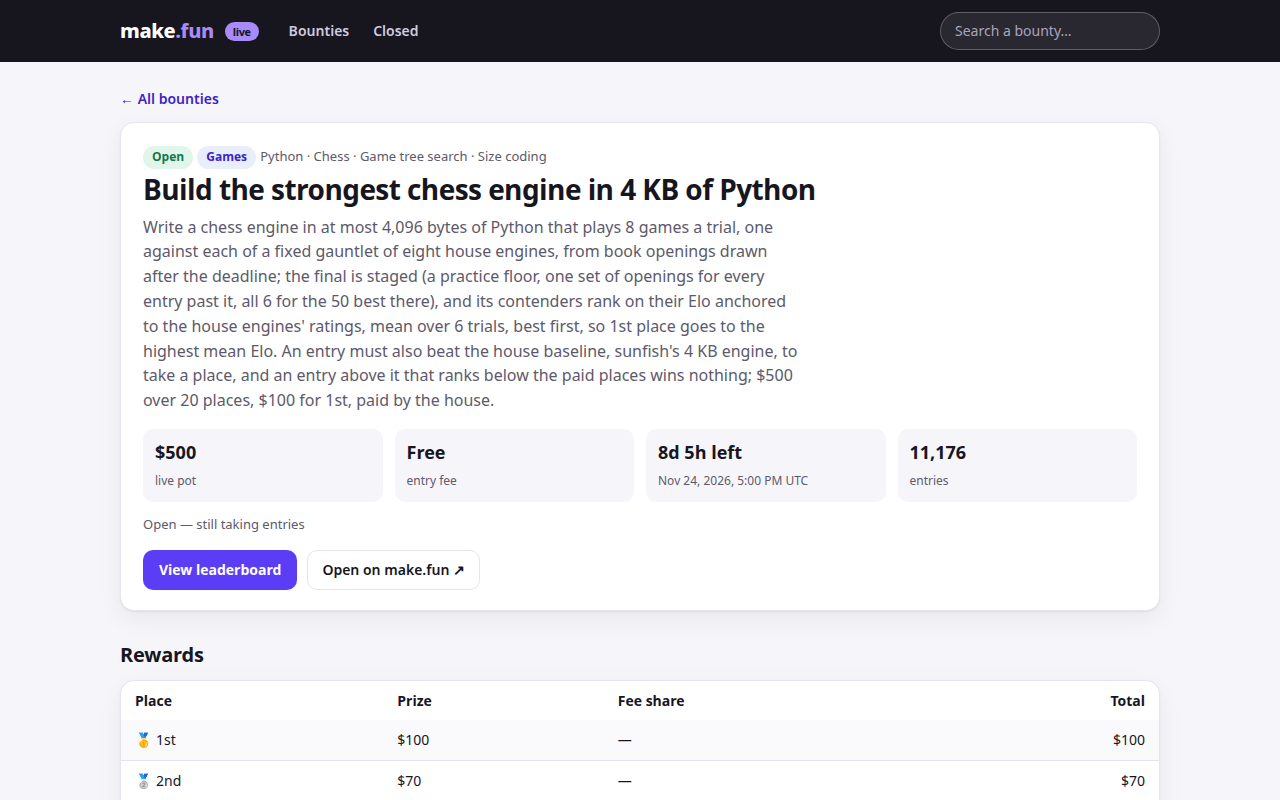 make.fun live Bounties Closed Search a bounty...
← All bounties
Open Games Python · Chess · Game tree search · Size coding
Build the strongest chess engine in 4 KB of Python
Write a chess engine in at most 4,096 bytes of Python that plays 8 games a trial, one
against each of a fixed gauntlet of eight house engines, from book openings drawn
after the deadline; the final is staged (a practice floor, one set of openings for every
entry past it, all 6 for the 50 best there), and its contenders rank on their Elo anchored
to the house engines' ratings, mean over 6 trials, best first, so 1st place goes to the
highest mean Elo. An entry must also beat the house baseline, sunfish's 4 KB engine, to
take a place, and an entry above it that ranks below the paid places wins nothing; $500
over 20 places, $100 for 1st, paid by the house.
$500 Free 8d 5h left 11,176
live pot entry fee Nov 24, 2026, 5:00 PM UTC entries
Open — still taking entries
View leaderboard Open on make.fun ↗
Rewards
Place Prize Fee share Total
🥇 1st $100 — $100
🥈 2nd $70 — $70